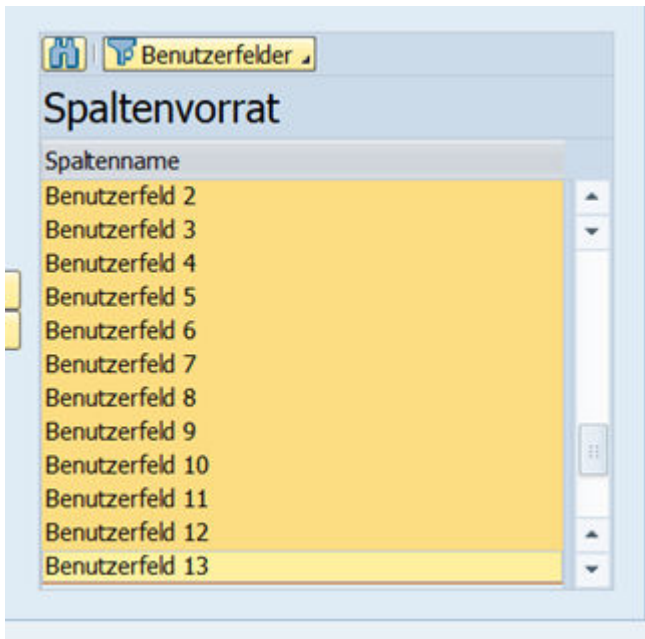 Benutzerfelder
Spaltenvorrat
Spaltenname
Benutzerfeld 2
Benutzerfeld 3
Benutzerfeld 4
Benutzerfeld 5
Benutzerfeld 6
Benutzerfeld 7
Benutzerfeld 8
Benutzerfeld 9
Benutzerfeld 10
Benutzerfeld 11
Benutzerfeld 12
Benutzerfeld 13